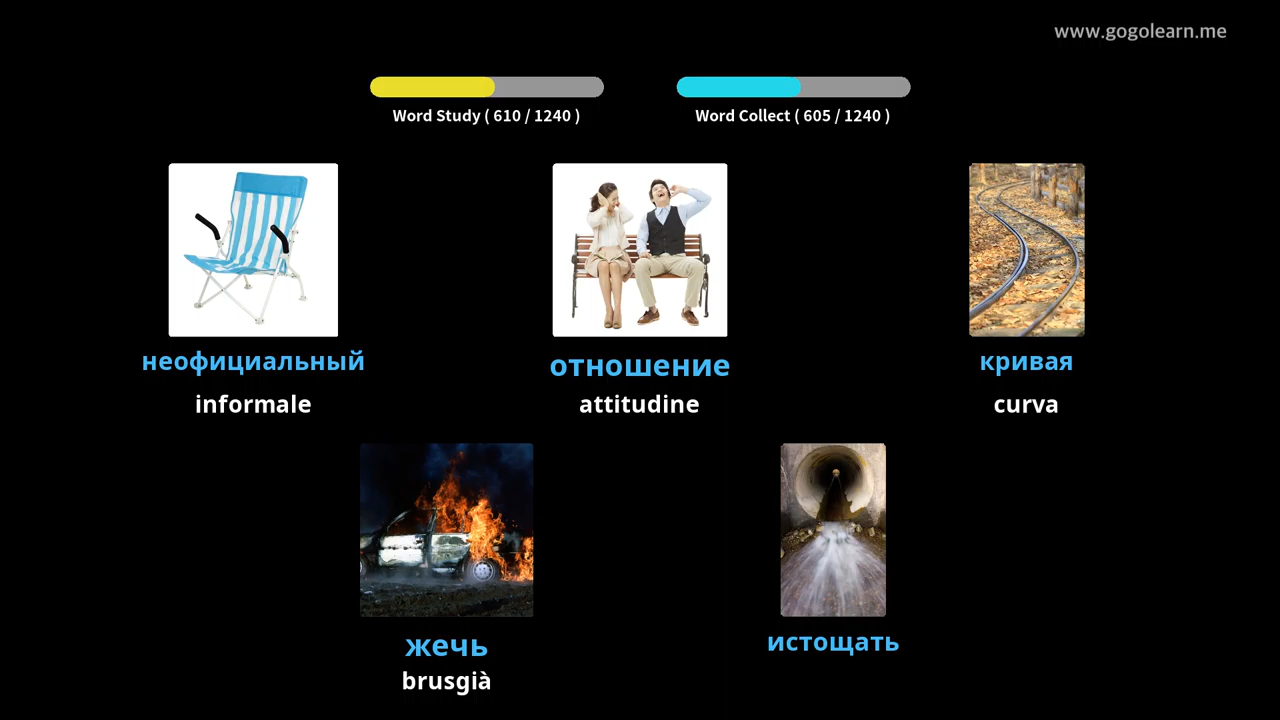 www.gogolearn.me
Word Study ( 610 / 1240 )
Word Collect ( 605 / 1240 )
неофициальный
отношение
кривая
informale
attitudine
curva
жечь
истощать
brusgià